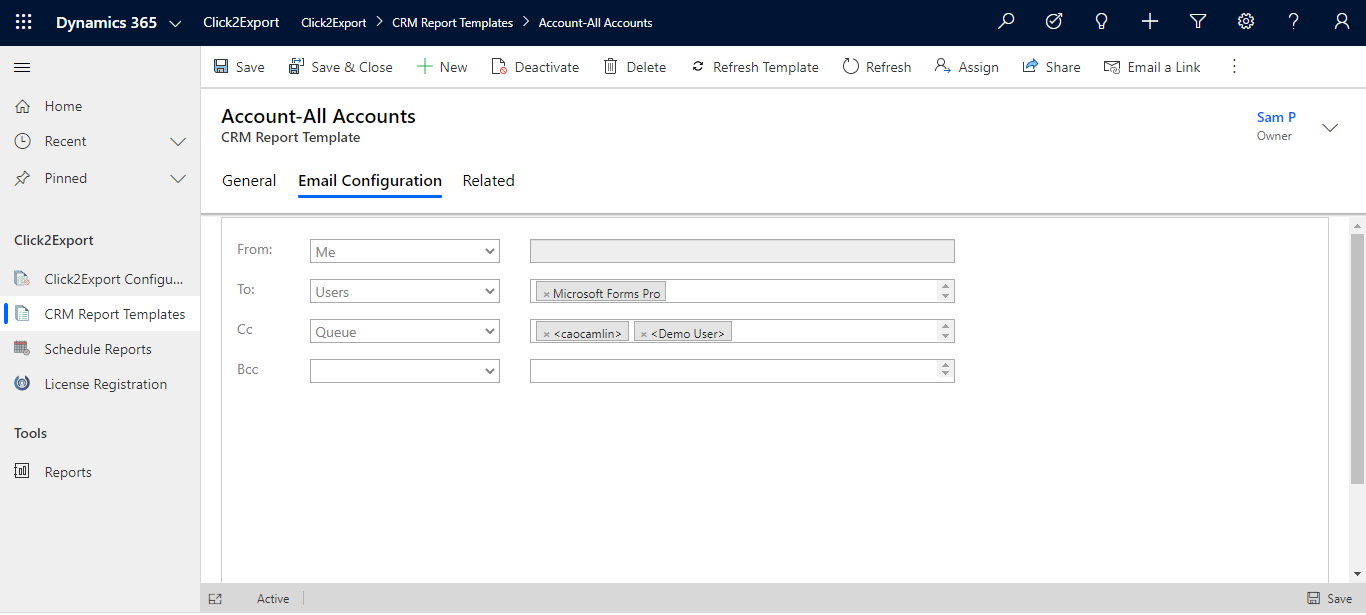 Dynamics 365 Click2Export Click2Export > CRM Report Templates > Account-All Accounts ?
Save Save & Close New Deactivate Delete Refresh Template Refresh Assign Share Email a Link
Home
Recent
Pinned
Click2Export
Click2Export Configu...
CRM Report Templates
Schedule Reports
License Registration
Tools
Reports
Account-All Accounts
CRM Report Template
Sam P
Owner
General Email Configuration Related
From: Me
To: Users × Microsoft Forms Pro
Cc Queue × <caocamlin> × <Demo User>
Bcc
Active Save